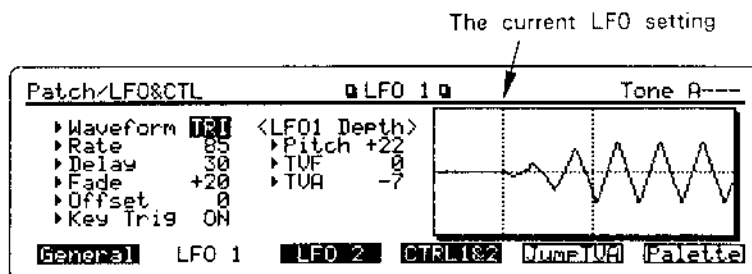 The current LFO setting
Patch/LFO&CTL LFO 1 Tone A---
Waveform TRI <LFO1 Depth>
Rate 85 Pitch +22
Delay 30 TVF 0
Fade +20 TVA -7
Offset 0
Key Trig ON
General LFO 1 LFO 2 CTRL1&2 JumpTVA Palette